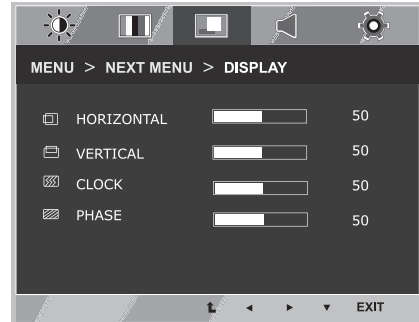 MENU > NEXT MENU > DISPLAY
HORIZONTAL 50
VERTICAL 50
CLOCK 50
PHASE 50
EXIT